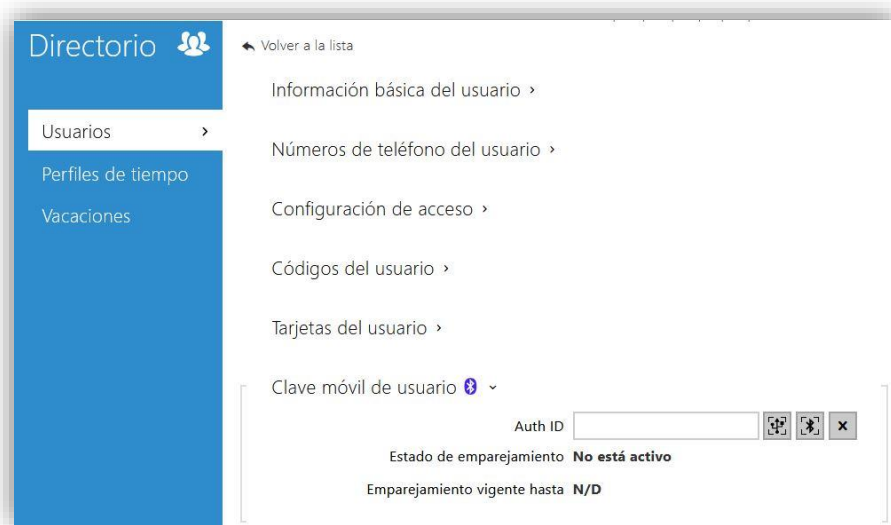 Directorio
Usuarios
Perfiles de tiempo
Vacaciones
Volver a la lista
Información básica del usuario
Números de teléfono del usuario
Configuración de acceso
Códigos del usuario
Tarjetas del usuario
Clave móvil de usuario
Auth ID
Estado de emparejamiento No está activo
Emparejamiento vigente hasta N/D